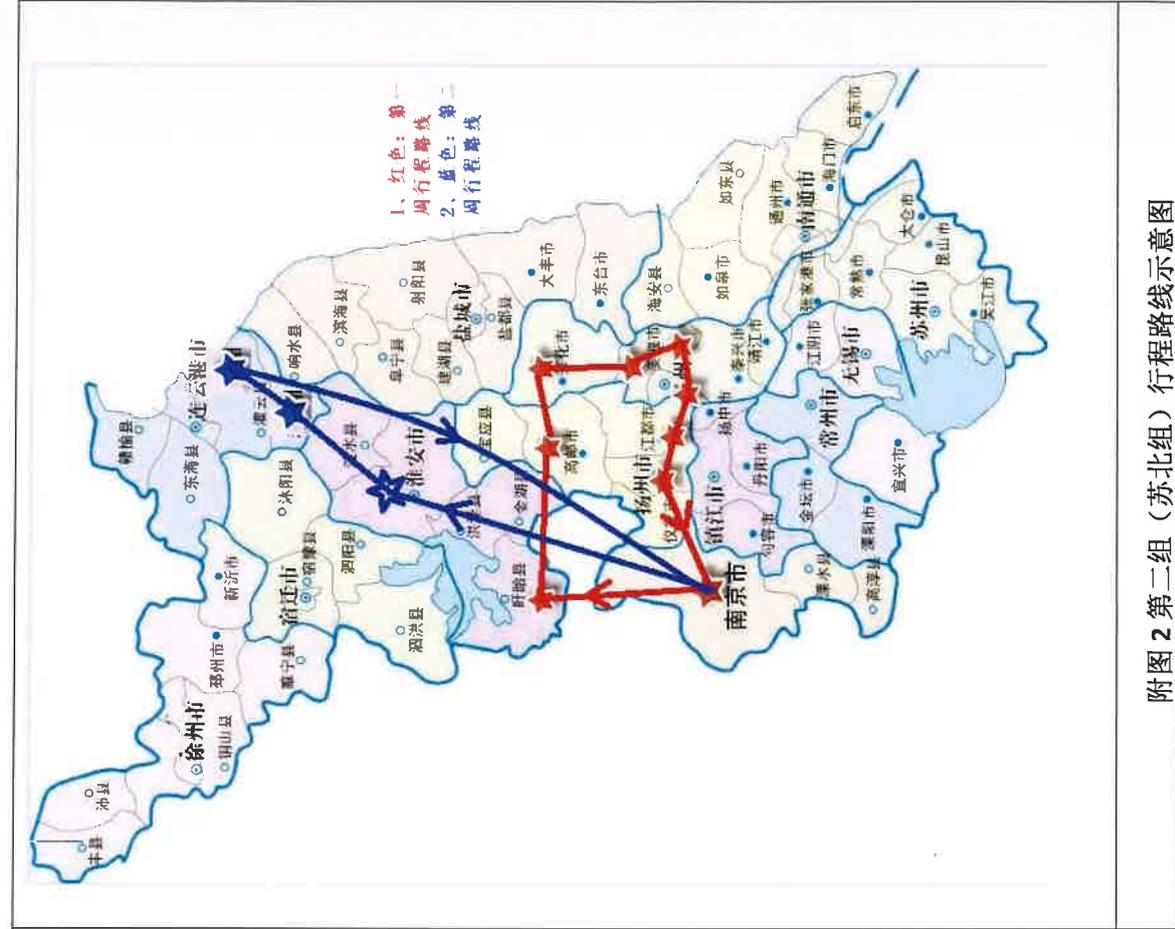 1、红色：第一
周行程路线
2、蓝色：第二
周行程路线
丰县
沛县
徐州市
铜山县
邳州市
新沂市
睢宁县
宿迁市
宿豫县
沭阳县
泗阳县
泗洪县
赣榆县
东海县
连云港市
灌云
响水县
滨海县
阜宁县
射阳县
建湖县
盐城市
盐都县
大丰市
东台市
水县
淮安市
洪泽县
金湖县
盱眙县
宝应县
高邮市
江都市
扬州市
仪
兴化市
姜堰市
州
泰兴市
靖江市
海安县
如皋市
如东县
通州市
南通市
海门市
启东市
南京市
溧水县
高淳县
镇江市
句容市
丹阳市
扬中市
常州市
金坛市
溧阳市
无锡市
江阴市
宜兴市
苏州市
张家港市
常熟市
太仓市
昆山市
吴江市
附图 2 第二组（苏北组）行程路线示意图